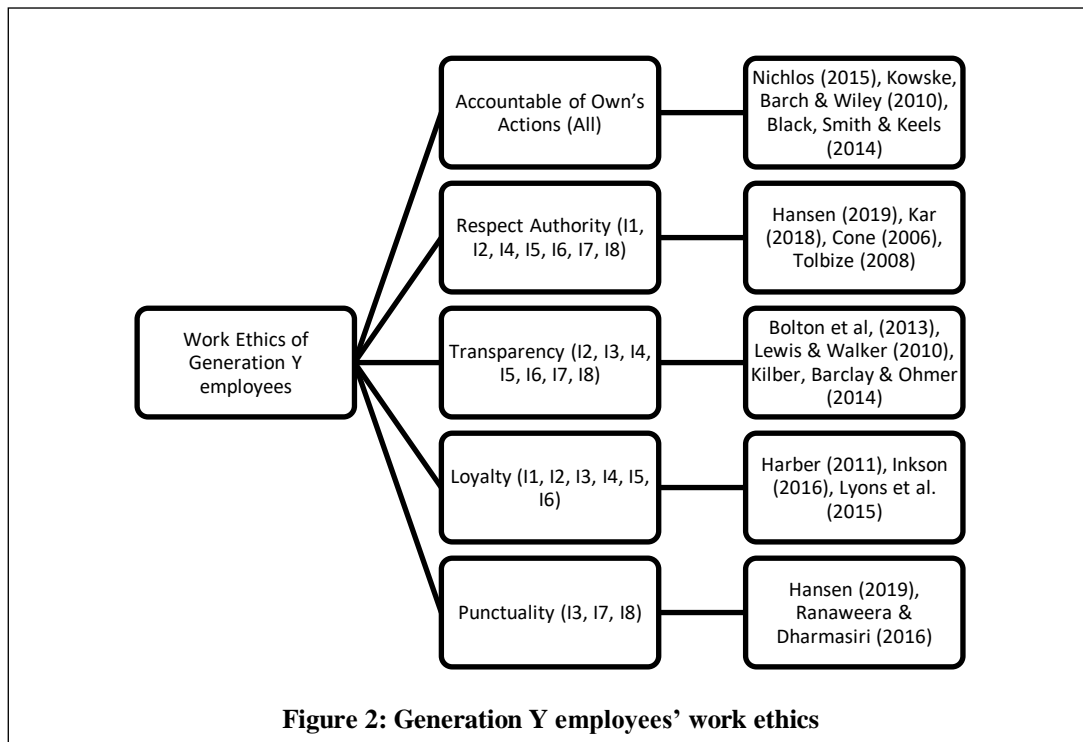 Accountable of Own's
Actions (All)
Nichlos (2015), Kowske,
Barch & Wiley (2010),
Black, Smith & Keels
(2014)
Respect Authority (I1,
I2, I4, I5, I6, I7, I8)
Hansen (2019), Kar
(2018), Cone (2006),
Tolbize (2008)
Work Ethics of
Generation Y
employees
Transparency (I2, I3, I4,
I5, I6, I7, I8)
Bolton et al, (2013),
Lewis & Walker (2010),
Kilber, Barclay & Ohmer
(2014)
Loyalty (I1, I2, I3, I4, I5,
I6)
Harber (2011), Inkson
(2016), Lyons et al.
(2015)
Punctuality (I3, I7, I8)
Hansen (2019),
Ranaweera &
Dharmasiri (2016)
Figure 2: Generation Y employees’ work ethics